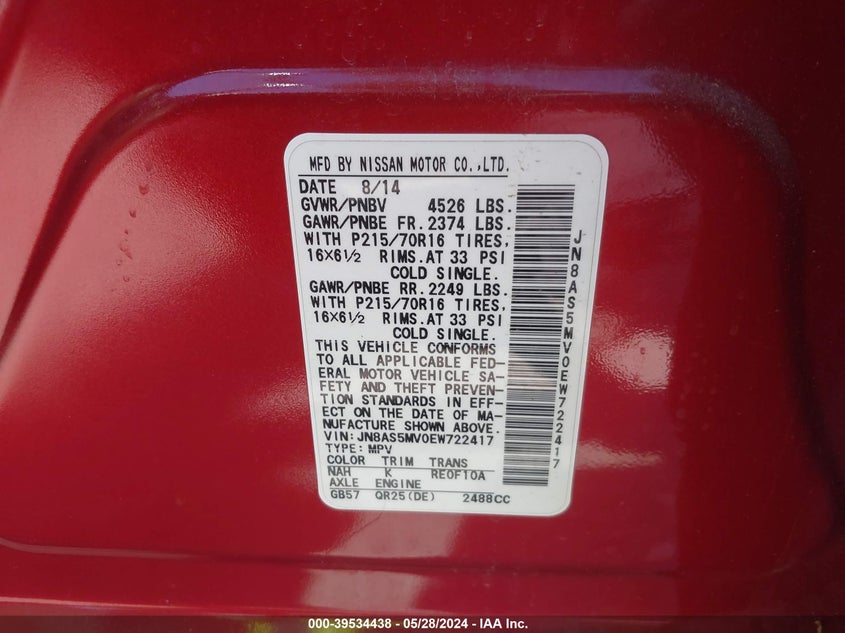 MFD BY NISSAN MOTOR CO.,LTD.
DATE 8/14
GVWR/PNBV 4526 LBS.
GAWR/PNBE FR. 2374 LBS.
WITH P215/70R16 TIRES,
16X6½ RIMS.AT 33 PSI
COLD SINGLE.
GAWR/PNBE RR. 2249 LBS.
WITH P215/70R16 TIRES,
16X6½ RIMS.AT 33 PSI
COLD SINGLE.
THIS VEHICLE CONFORMS
TO ALL APPLICABLE FED-
ERAL MOTOR VEHICLE SA-
FETY AND THEFT PREVEN-
TION STANDARDS IN EFF-
ECT ON THE DATE OF MA-
NUFACTURE SHOWN ABOVE.
VIN: JN8AS5MV0EW722417
TYPE: MPV
COLOR TRIM TRANS
NAH K RE0F10A
AXLE ENGINE
GB57 QR25(DE) 2488CC
JN8AS5MV0EW722417
000-39534438 - 05/28/2024 - IAA Inc.